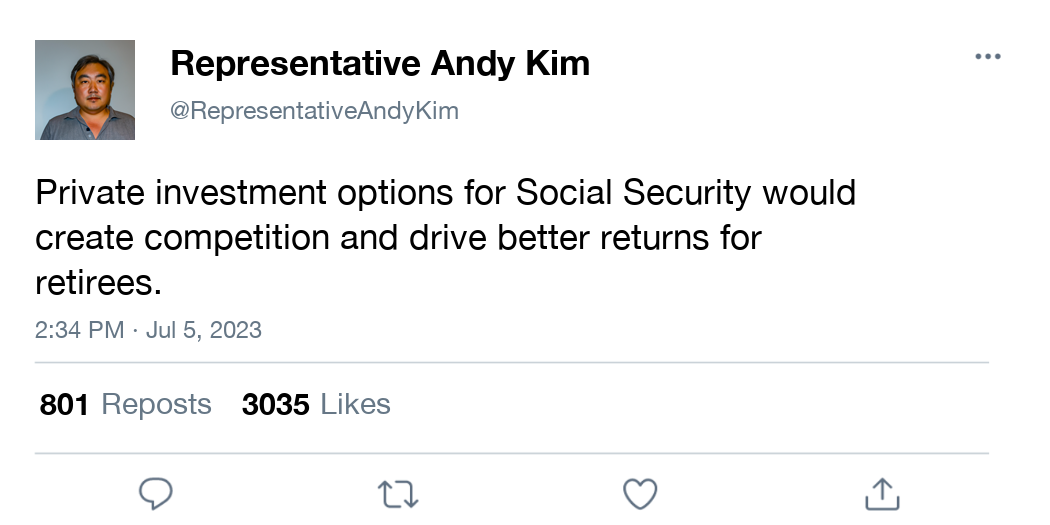 Representative Andy Kim
@RepresentativeAndyKim
Private investment options for Social Security would
create competition and drive better returns for
retirees.
2:34 PM · Jul 5, 2023
801 Reposts 3035 Likes